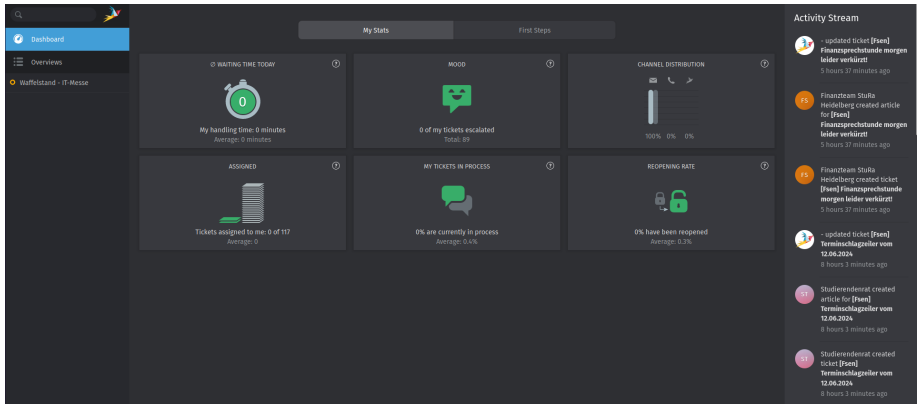 Dashboard
Overviews
Waffelstand - IT-Messe
My Stats
First Steps
∅ WAITING TIME TODAY
0
My handling time: 0 minutes
Average: 0 minutes
MOOD
0 of my tickets escalated
Total: 89
CHANNEL DISTRIBUTION
100% 0% 0%
ASSIGNED
Tickets assigned to me: 0 of 117
Average: 0
MY TICKETS IN PROCESS
0% are currently in process
Average: 0.4%
REOPENING RATE
0% have been reopened
Average: 0.3%
Activity Stream
- updated ticket [Fsen]
Finanzsprechstunde morgen
leider verkürzt!
5 hours 37 minutes ago
FS
Finanzteam StuRa
Heidelberg created article
for [Fsen]
Finanzsprechstunde morgen
leider verkürzt!
5 hours 37 minutes ago
FS
Finanzteam StuRa
Heidelberg created ticket
[Fsen] Finanzsprechstunde
morgen leider verkürzt!
5 hours 37 minutes ago
- updated ticket [Fsen]
Terminschlagzeiler vom
12.06.2024
8 hours 3 minutes ago
ST
Studierendenrat created
article for [Fsen]
Terminschlagzeiler vom
12.06.2024
8 hours 3 minutes ago
ST
Studierendenrat created
ticket [Fsen]
Terminschlagzeiler vom
12.06.2024
8 hours 3 minutes ago